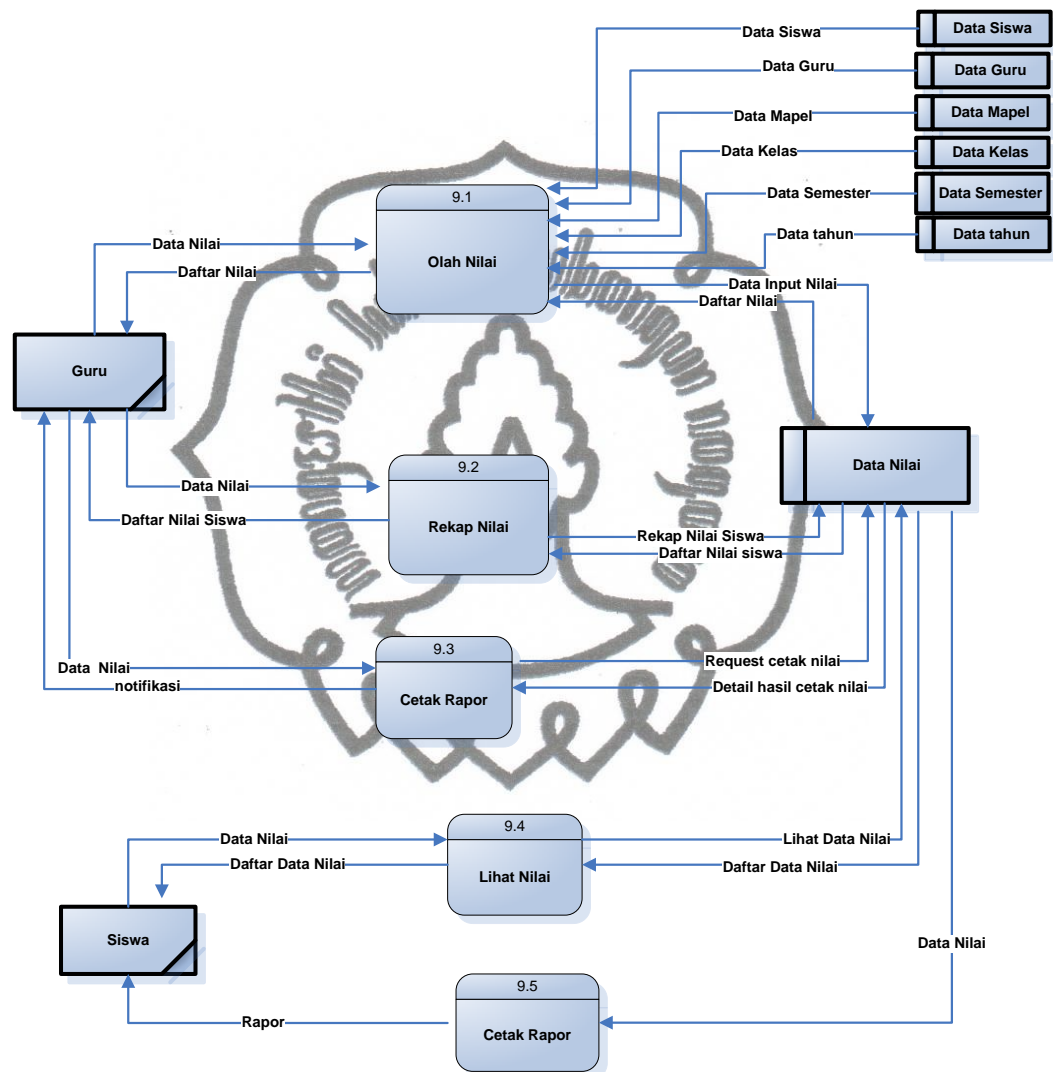 Data Siswa
Data Siswa
Data Guru
Data Guru
Data Mapel
Data Mapel
Data Kelas
Data Kelas
Data Semester
Data Semester
Data tahun
Data tahun
9.1
Olah Nilai
Data Nilai
Daftar Nilai
Data Input Nilai
Daftar Nilai
Guru
Data Nilai
9.2
Rekap Nilai
Data Nilai
Daftar Nilai Siswa
Rekap Nilai Siswa
Daftar Nilai siswa
9.3
Cetak Rapor
Data  Nilai
notifikasi
Request cetak nilai
Detail hasil cetak nilai
9.4
Lihat Nilai
Data Nilai
Daftar Data Nilai
Lihat Data Nilai
Daftar Data Nilai
Siswa
Data Nilai
9.5
Cetak Rapor
Rapor